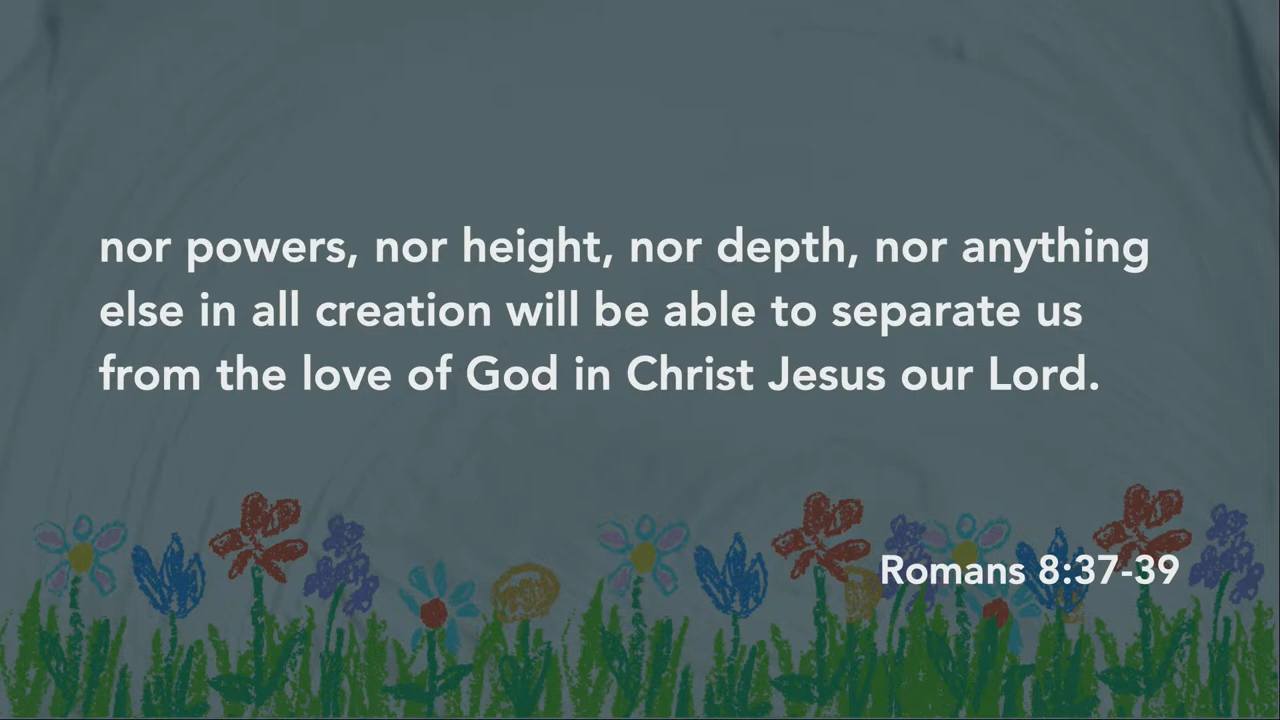 nor powers, nor height, nor depth, nor anything
else in all creation will be able to separate us
from the love of God in Christ Jesus our Lord.
Romans 8:37-39